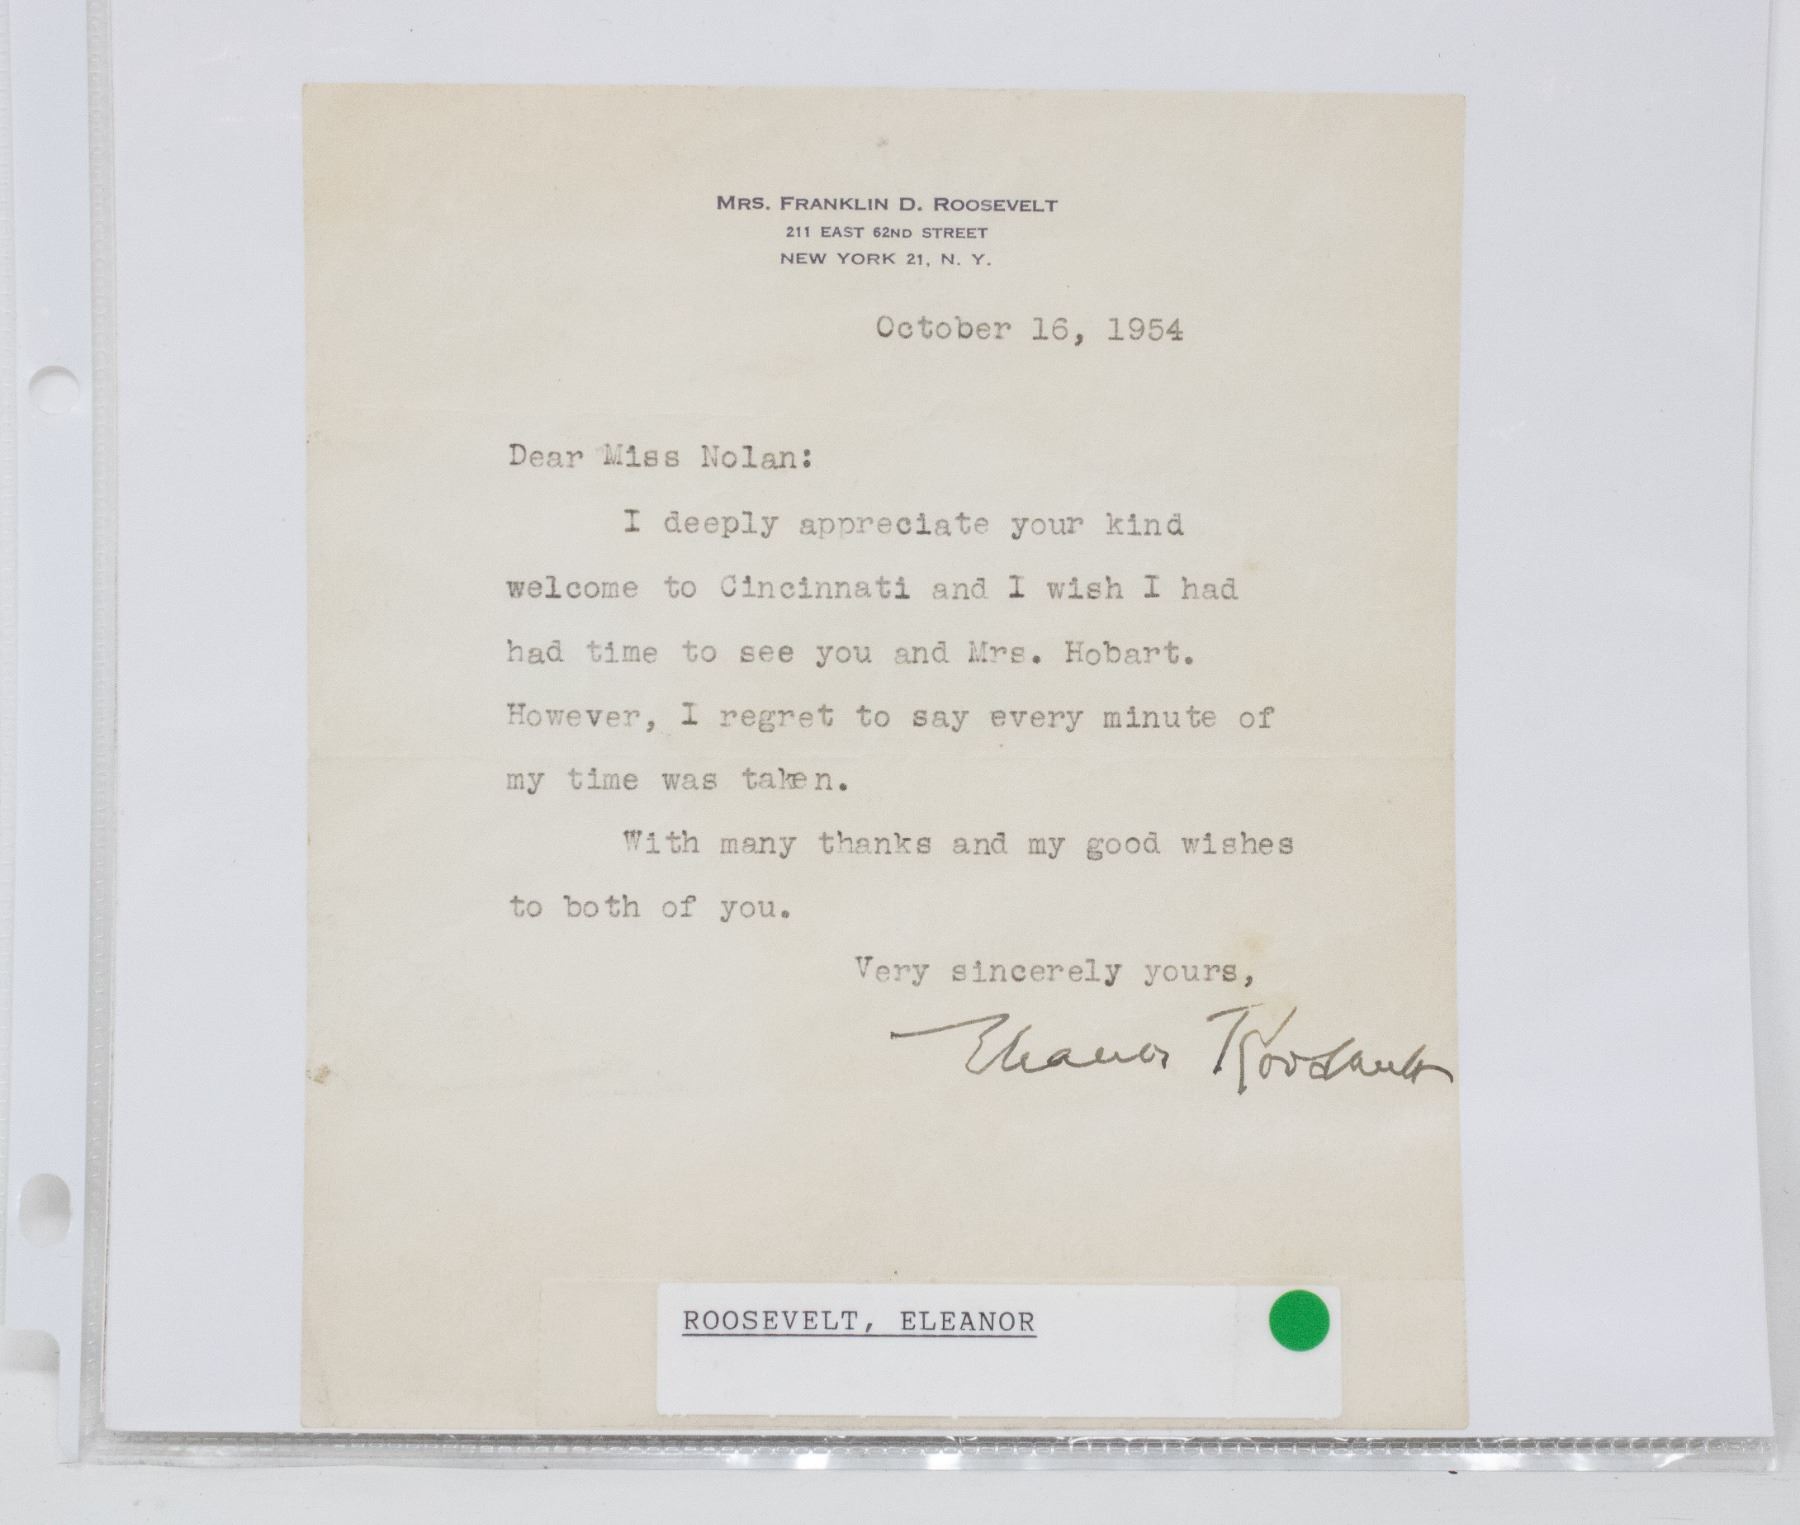 MRS. FRANKLIN D. ROOSEVELT
211 EAST 62ND STREET
NEW YORK 21, N. Y.
October 16, 1954
Dear Miss Nolan:
I deeply appreciate your kind
welcome to Cincinnati and I wish I had
had time to see you and Mrs. Hobart.
However, I regret to say every minute of
my time was taken.
With many thanks and my good wishes
to both of you.
Very sincerely yours,
Eleanor Roosevelt
ROOSEVELT, ELEANOR